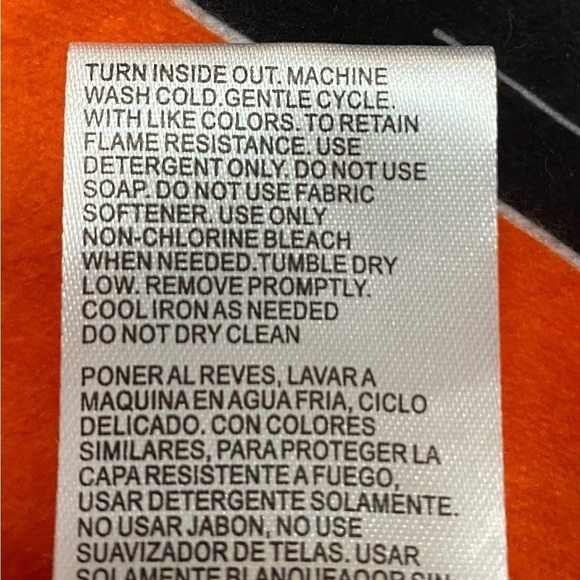 TURN INSIDE OUT. MACHINE
WASH COLD.GENTLE CYCLE.
WITH LIKE COLORS. TO RETAIN
FLAME RESISTANCE. USE
DETERGENT ONLY. DO NOT USE
SOAP. DO NOT USE FABRIC
SOFTENER. USE ONLY
NON-CHLORINE BLEACH
WHEN NEEDED.TUMBLE DRY
LOW. REMOVE PROMPTLY.
COOL IRON AS NEEDED
DO NOT DRY CLEAN
PONER AL REVES, LAVAR A
MAQUINA EN AGUA FRIA, CICLO
DELICADO. CON COLORES
SIMILARES, PARA PROTEGER LA
CAPA RESISTENTE A FUEGO,
USAR DETERGENTE SOLAMENTE.
NO USAR JABON, NO USE
SUAVIZADOR DE TELAS. USAR
SOLAMENTE BLANQUEADOR SIN